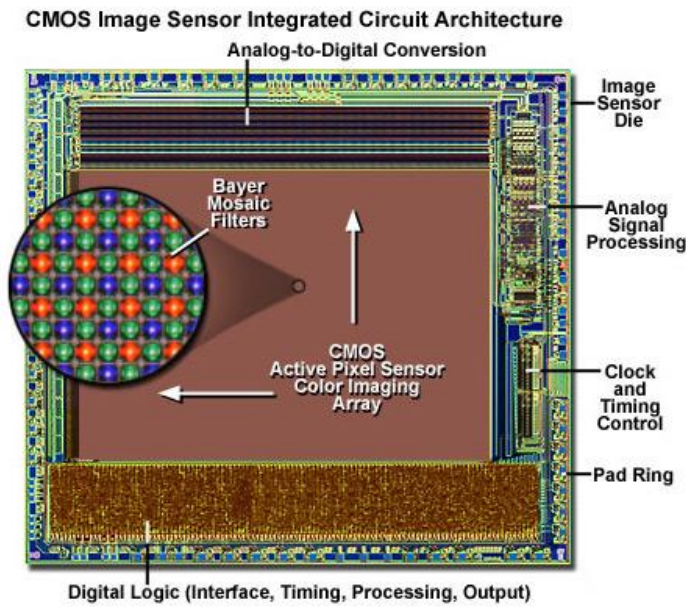 CMOS Image Sensor Integrated Circuit Architecture
Analog-to-Digital Conversion
Image
Sensor
Die
Bayer
Mosaic
Filters
Analog
Signal
Processing
CMOS
Active Pixel Sensor
Color Imaging
Array
Clock
and
Timing
Control
Pad Ring
Digital Logic (Interface, Timing, Processing, Output)